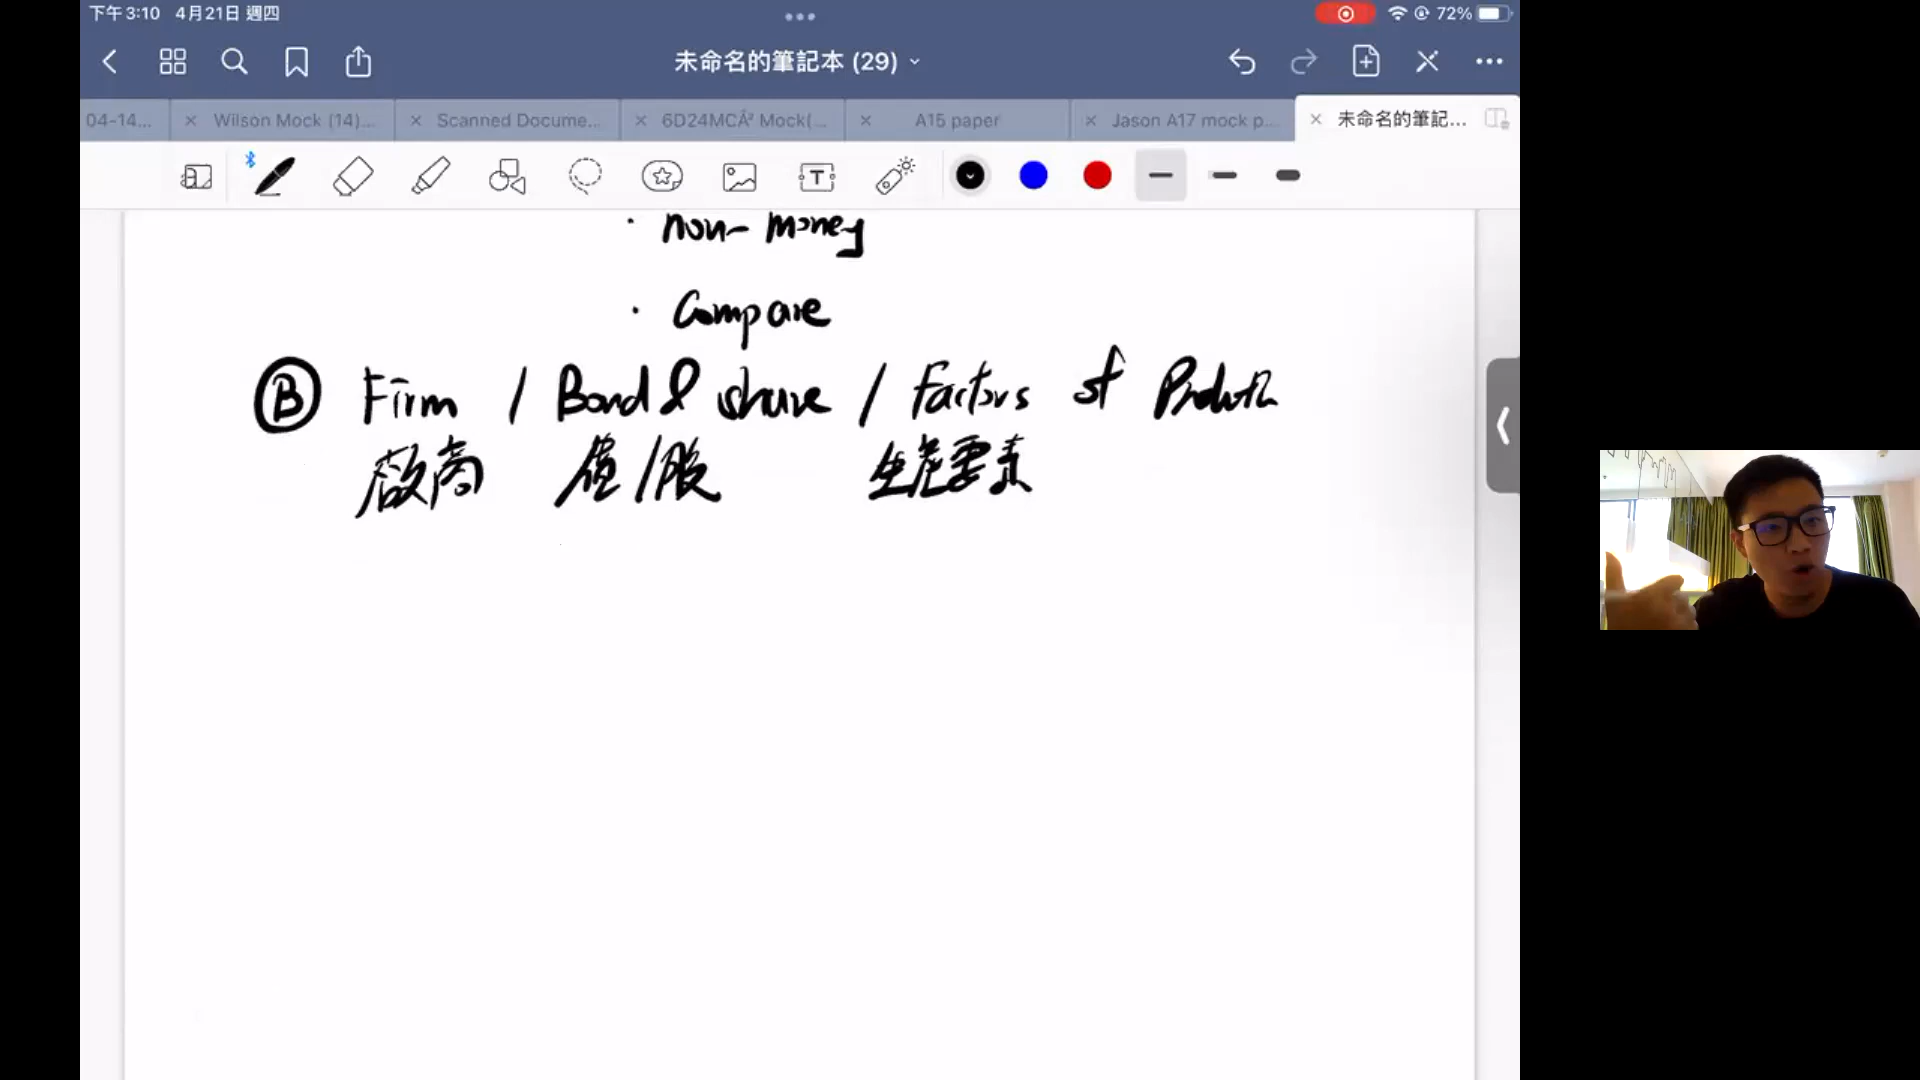 下午3:10 4月21日 週四
72%
未命名的筆記本 (29)
04-14...
Wilson Mock (14)...
Scanned Docume...
6D24MCÂ² Mock(...
A15 paper
Jason A17 mock p...
未命名的筆記...
· non-money
· Compare
Ⓑ Firm / Bond & share / Factors of
廠商 債/股 生產要素